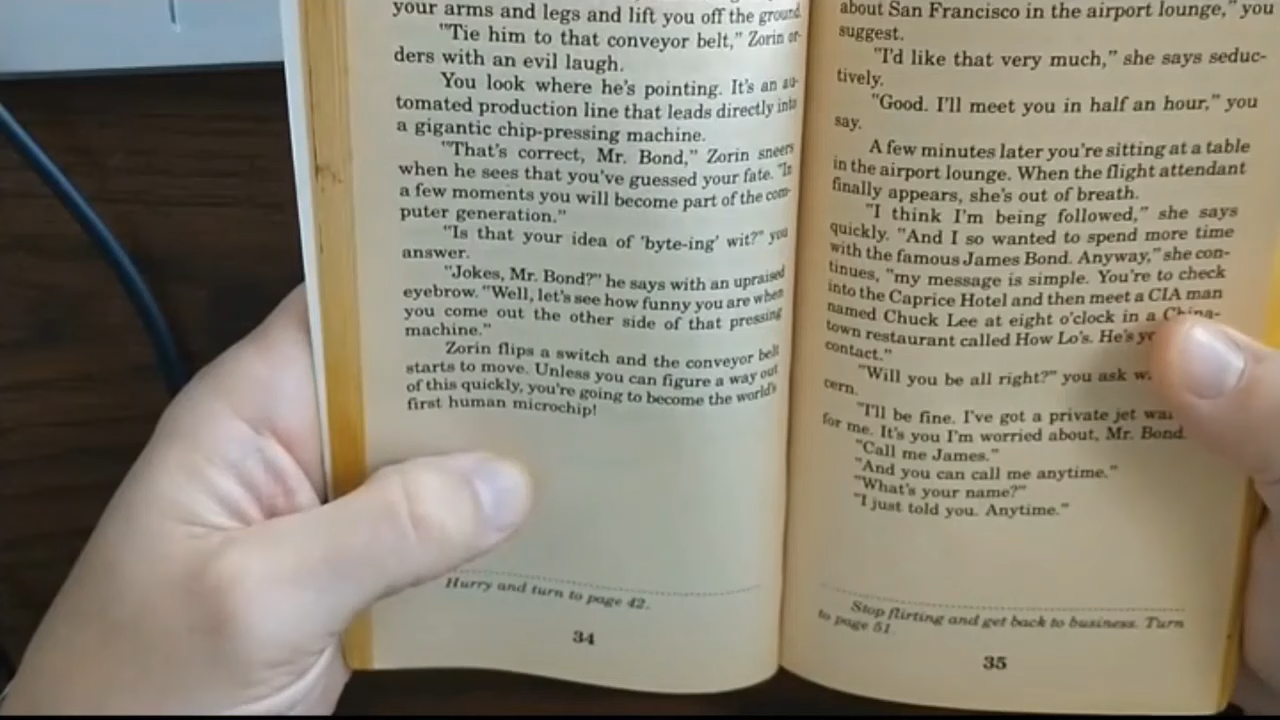 your arms and legs and lift you off the ground.
"Tie him to that conveyor belt," Zorin or-
ders with an evil laugh.
You look where he's pointing. It's an au-
tomated production line that leads directly into
a gigantic chip-pressing machine.
"That's correct, Mr. Bond," Zorin sneers
when he sees that you've guessed your fate. "In
a few moments you will become part of the com-
puter generation."
"Is that your idea of 'byte-ing' wit?" you
answer.
"Jokes, Mr. Bond?" he says with an upraised
eyebrow. "Well, let's see how funny you are when
you come out the other side of that pressing
machine."
Zorin flips a switch and the conveyor belt
starts to move. Unless you can figure a way out
of this quickly, you're going to become the world's
first human microchip!
Hurry and turn to page 42.
34
about San Francisco in the airport lounge," you
suggest.
"I'd like that very much," she says seduc-
tively.
"Good. I'll meet you in half an hour," you
say.
A few minutes later you're sitting at a table
in the airport lounge. When the flight attendant
finally appears, she's out of breath.
"I think I'm being followed," she says
quickly. "And I so wanted to spend more time
with the famous James Bond. Anyway," she con-
tinues, "my message is simple. You're to check
into the Caprice Hotel and then meet a CIA man
named Chuck Lee at eight o'clock in a China-
town restaurant called How Lo's. He's
contact."
"Will you be all right?" you ask
cern.
"I'll be fine. I've got a private jet
for me. It's you I'm worried about, Mr. Bond.
"Call me James."
"And you can call me anytime."
"What's your name?"
"I just told you. Anytime."
Stop flirting and get back to business. Turn
to page 51.
35